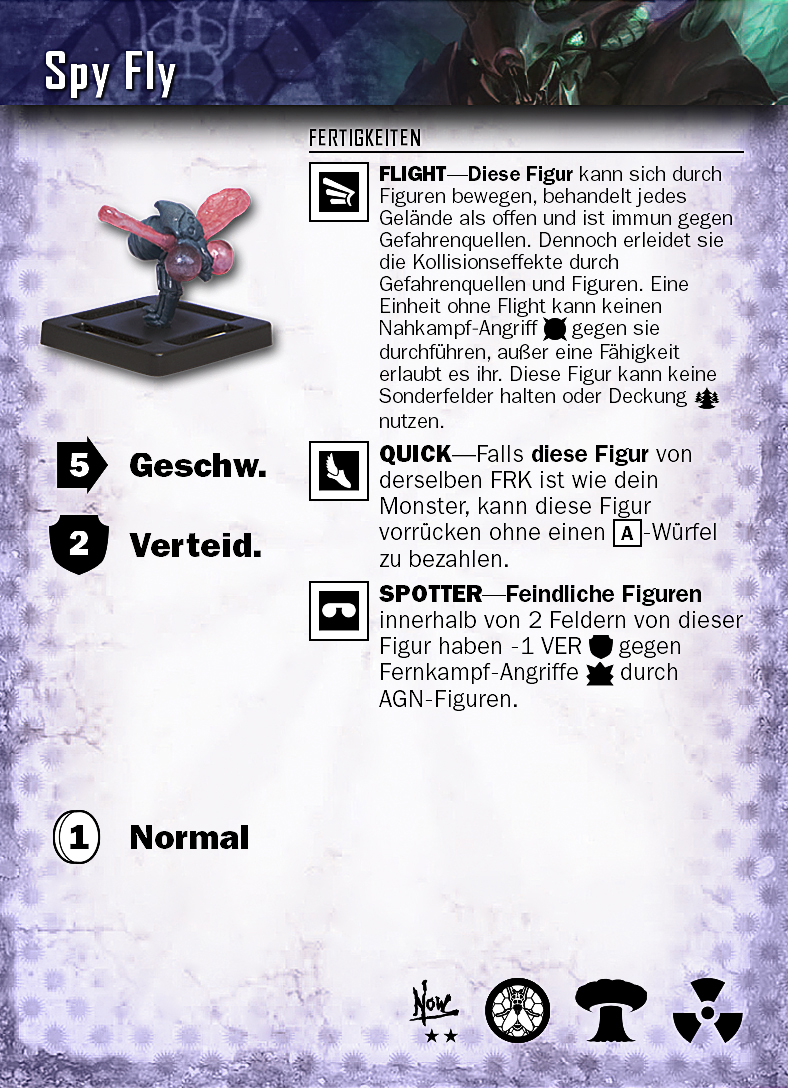 Spy Fly
FERTIGKEITEN
FLIGHT—Diese Figur kann sich durch
Figuren bewegen, behandelt jedes
Gelände als offen und ist immun gegen
Gefahrenquellen. Dennoch erleidet sie
die Kollisionseffekte durch
Gefahrenquellen und Figuren. Eine
Einheit ohne Flight kann keinen
Nahkampf-Angriff gegen sie
durchführen, außer eine Fähigkeit
erlaubt es ihr. Diese Figur kann keine
Sonderfelder halten oder Deckung
nutzen.
5 Geschw.
2 Verteid.
QUICK—Falls diese Figur von
derselben FRK ist wie dein
Monster, kann diese Figur
vorrücken ohne einen A-Würfel
zu bezahlen.
SPOTTER—Feindliche Figuren
innerhalb von 2 Feldern von dieser
Figur haben -1 VER gegen
Fernkampf-Angriffe durch
AGN-Figuren.
1 Normal
Now